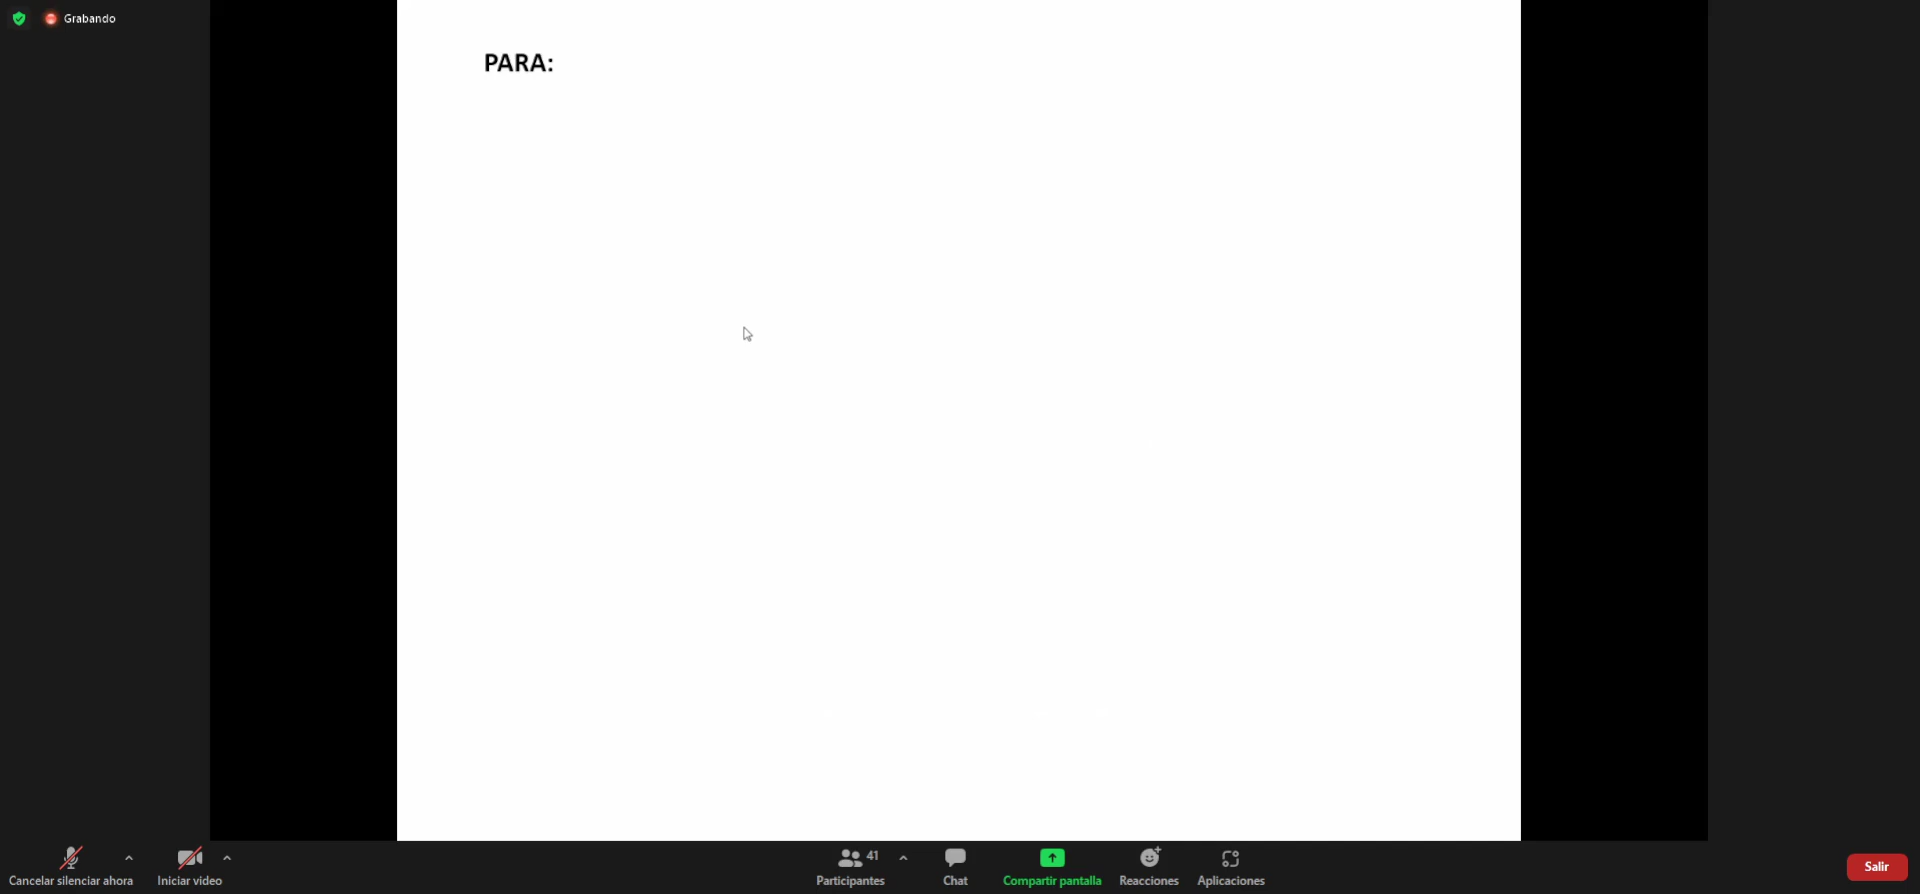 Grabando
PARA:
Cancelar silenciar ahora
Iniciar video
41
Participantes
Chat
Compartir pantalla
Reacciones
Aplicaciones
Salir